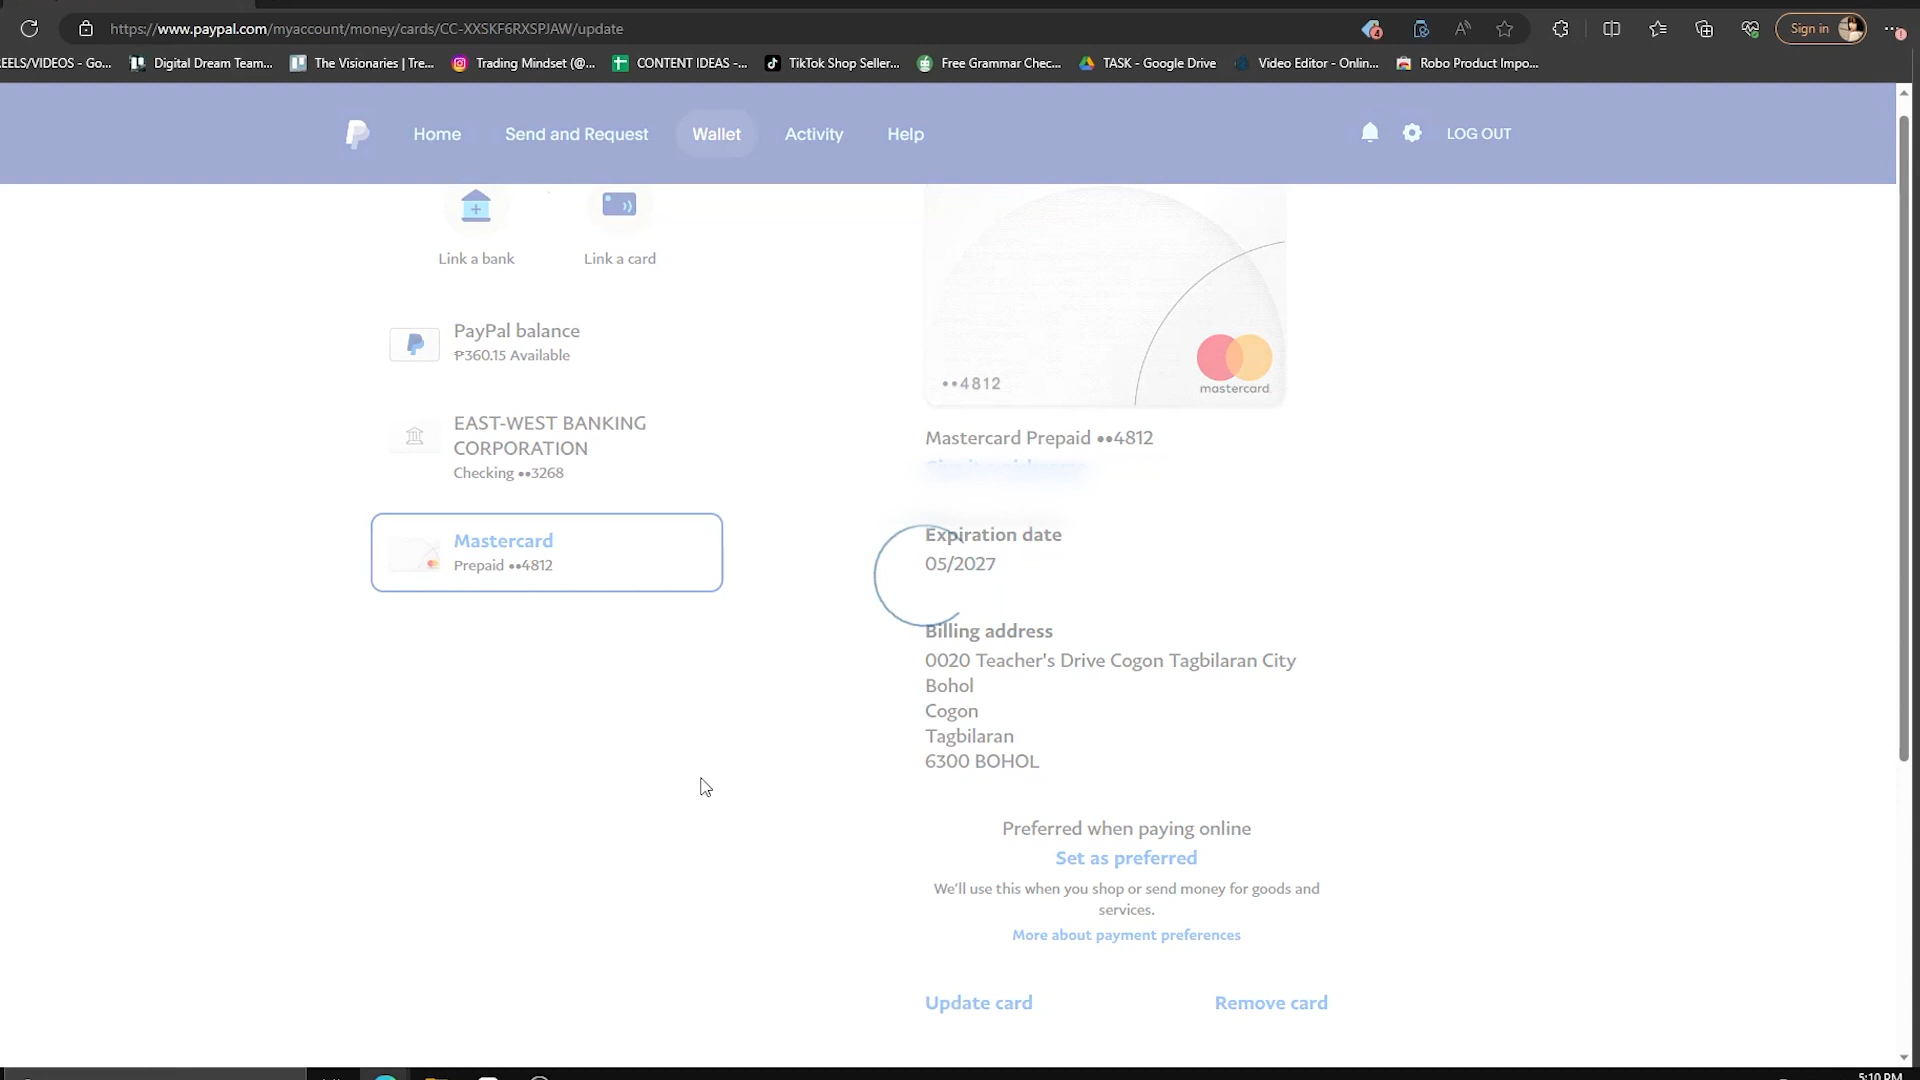 https://www.paypal.com/myaccount/money/cards/CC-XXSKF6RXSPJAW/update
4
Sign in
EELS/VIDEOS - Go...
Digital Dream Team...
The Visionaries | Tre...
Trading Mindset (@...
CONTENT IDEAS -...
TikTok Shop Seller...
Free Grammar Chec...
TASK - Google Drive
Video Editor - Onlin...
Robo Product Impo...
Home
Send and Request
Wallet
Activity
Help
LOG OUT
Link a bank
Link a card
PayPal balance
₱360.15 Available
EAST-WEST BANKING
CORPORATION
Checking ••3268
Mastercard
Prepaid ••4812
••4812
mastercard
Mastercard Prepaid ••4812
Expiration date
05/2027
Billing address
0020 Teacher's Drive Cogon Tagbilaran City
Bohol
Cogon
Tagbilaran
6300 BOHOL
Preferred when paying online
Set as preferred
We'll use this when you shop or send money for goods and
services.
More about payment preferences
Update card
Remove card
5:10 PM